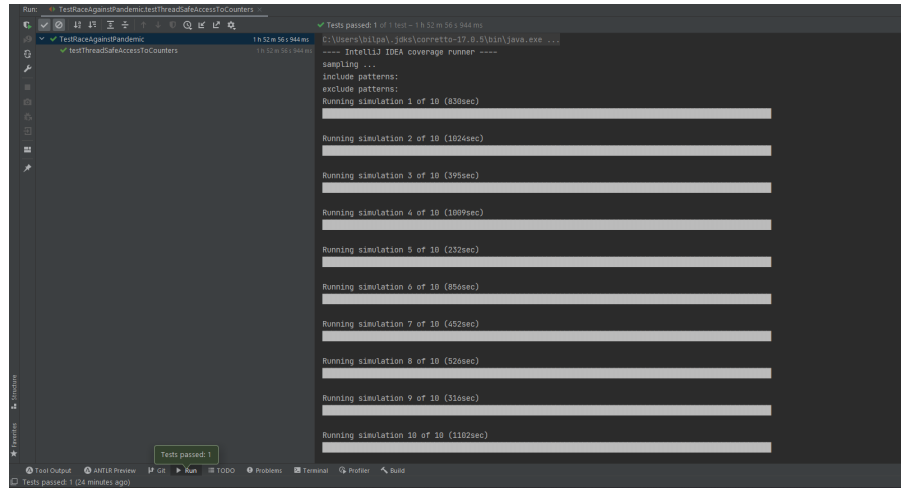 Run: TestRaceAgainstPandemic.testThreadSafeAccessToCounters ×
Tests passed: 1 of 1 test – 1 h 52 m 56 s 944 ms
TestRaceAgainstPandemic 1 h 52 m 56 s 944 ms
testThreadSafeAccessToCounters 1 h 52 m 56 s 944 ms
C:\Users\bilpa\.jdks\corretto-17.0.5\bin\java.exe ...
---- IntelliJ IDEA coverage runner ----
sampling ...
include patterns:
exclude patterns:
Running simulation 1 of 10 (830sec)
Running simulation 2 of 10 (1024sec)
Running simulation 3 of 10 (395sec)
Running simulation 4 of 10 (1009sec)
Running simulation 5 of 10 (232sec)
Running simulation 6 of 10 (856sec)
Running simulation 7 of 10 (452sec)
Running simulation 8 of 10 (526sec)
Running simulation 9 of 10 (316sec)
Running simulation 10 of 10 (1102sec)
Structure
Favorites
Tests passed: 1
Tool Output ANTLR Preview Git Run TODO Problems Terminal Profiler Build
Tests passed: 1 (24 minutes ago)